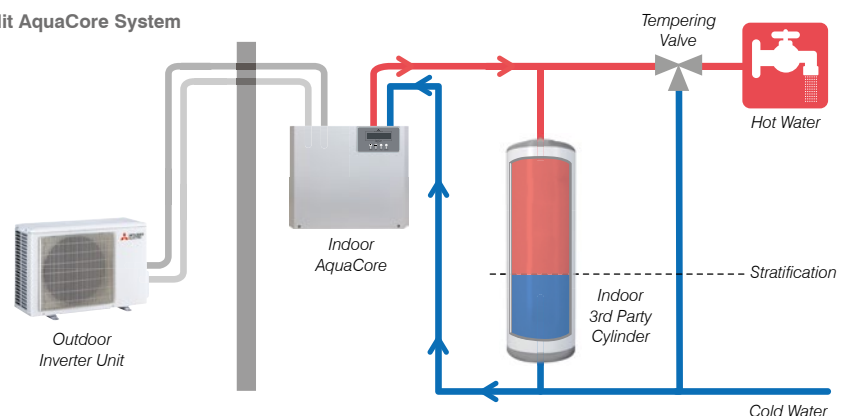 lit AquaCore System
Tempering
Valve
Hot Water
Indoor
AquaCore
Stratification
Indoor
3rd Party
Cylinder
Outdoor
Inverter Unit
Cold Water